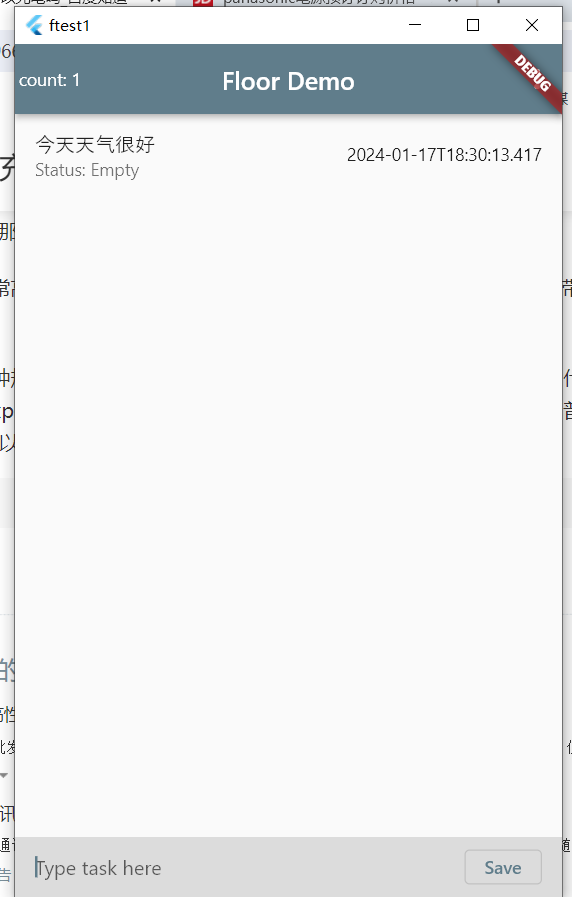 ftest1
count: 1
Floor Demo
DEBUG
今天天气很好
Status: Empty
2024-01-17T18:30:13.417
Type task here
Save